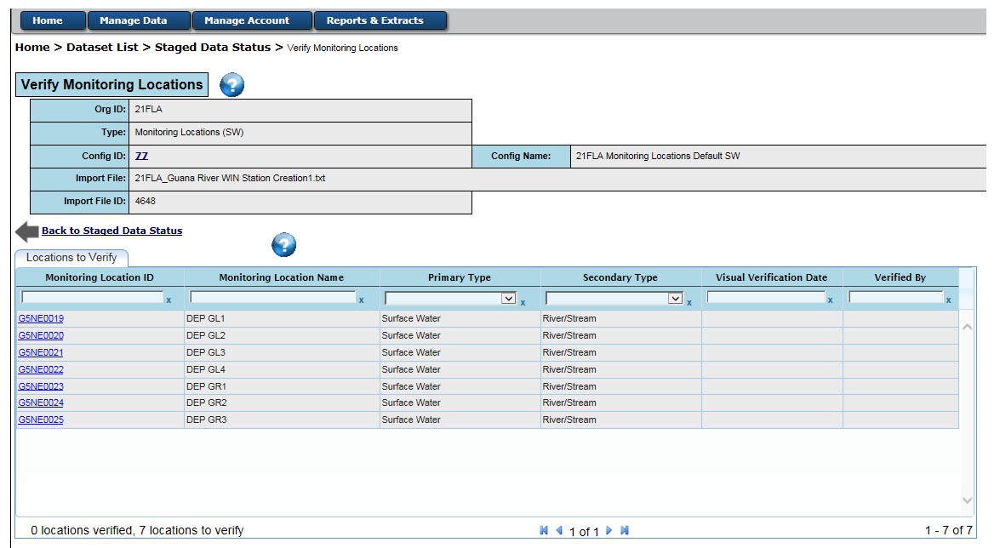 Home Manage Data Manage Account Reports & Extracts
Home > Dataset List > Staged Data Status > Verify Monitoring Locations
Verify Monitoring Locations ?
Org ID: 21FLA
Type: Monitoring Locations (SW)
Config ID: ZZ Config Name: 21FLA Monitoring Locations Default SW
Import File: 21FLA_Guana River WIN Station Creation1.txt
Import File ID: 4648
Back to Staged Data Status
?
Locations to Verify
Monitoring Location ID Monitoring Location Name Primary Type Secondary Type Visual Verification Date Verified By
x x x x x x
G5NE0019 DEP GL1 Surface Water River/Stream
G5NE0020 DEP GL2 Surface Water River/Stream
G5NE0021 DEP GL3 Surface Water River/Stream
G5NE0022 DEP GL4 Surface Water River/Stream
G5NE0023 DEP GR1 Surface Water River/Stream
G5NE0024 DEP GR2 Surface Water River/Stream
G5NE0025 DEP GR3 Surface Water River/Stream
0 locations verified, 7 locations to verify 1 of 1 1 - 7 of 7